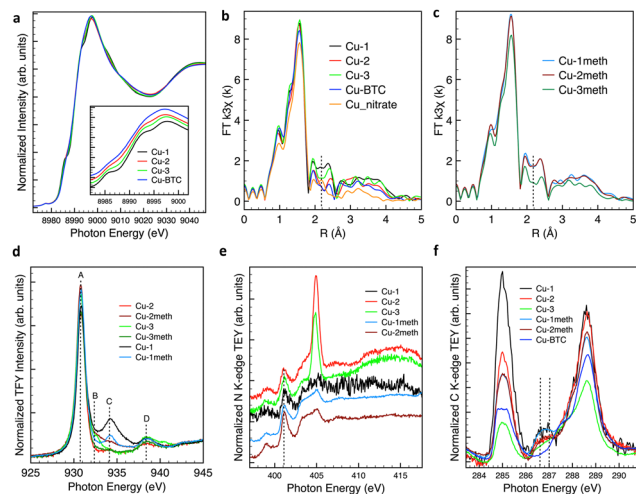 a
Normalized Intensity (arb. units)
8985 8990 8995 9000
Cu-1
Cu-2
Cu-3
Cu-BTC
8980 8990 9000 9010 9020 9030 9040
Photon Energy (eV)
b
FT k3χ (k)
8
6
4
2
0
0 1 2 3 4 5
R (Å)
Cu-1
Cu-2
Cu-3
Cu-BTC
Cu_nitrate
c
FT k3χ (k)
8
6
4
2
0
0 1 2 3 4 5
R (Å)
Cu-1meth
Cu-2meth
Cu-3meth
d
Normalized TFY Intensity (arb. units)
A
B
C
D
Cu-2
Cu-2meth
Cu-3
Cu-3meth
Cu-1
Cu-1meth
925 930 935 940 945
Photon energy (eV)
e
Normalized N K-edge TEY (arb. units)
Cu-1
Cu-2
Cu-3
Cu-1meth
Cu-2meth
400 405 410 415
Photon energy (eV)
f
Normalized C K-edge TEY (arb. units)
Cu-1
Cu-2
Cu-3
Cu-1meth
Cu-2meth
Cu-BTC
284 285 286 287 288 289 290
Photon energy (eV)